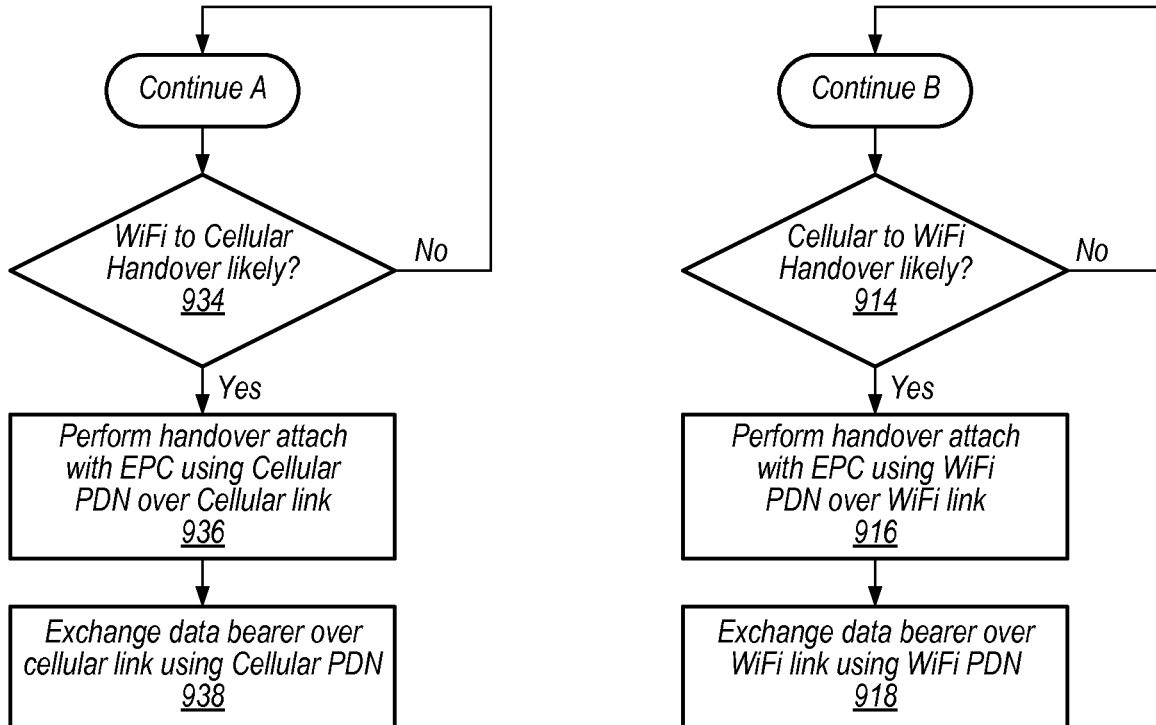 Continue A
WiFi to Cellular
Handover likely?
934
No
Yes
Perform handover attach
with EPC using Cellular
PDN over Cellular link
936
Exchange data bearer over
cellular link using Cellular PDN
938
Continue B
Cellular to WiFi
Handover likely?
914
No
Yes
Perform handover attach
with EPC using WiFi
PDN over WiFi link
916
Exchange data bearer over
WiFi link using WiFi PDN
918